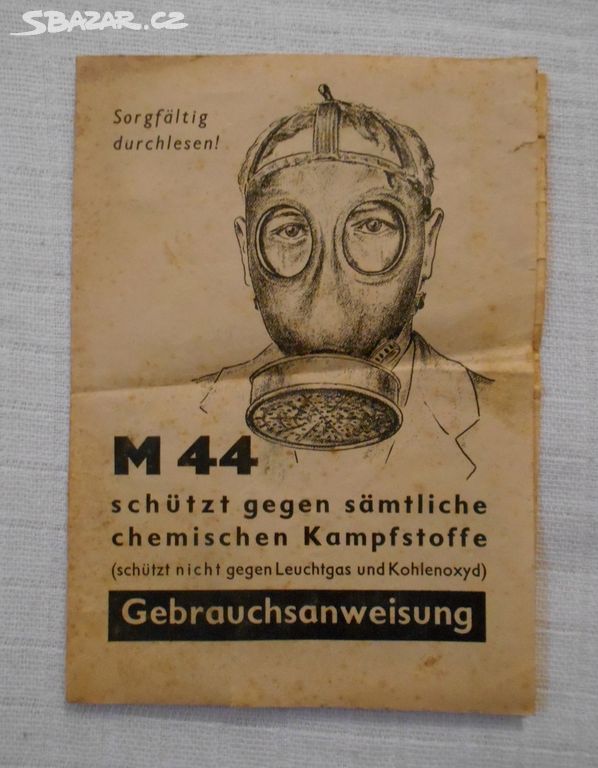 SBAZAR.CZ
Sorgfältig
durchlesen!
M 44
schützt gegen sämtliche
chemischen Kampfstoffe
(schützt nicht gegen Leuchtgas und Kohlenoxyd)
Gebrauchsanweisung